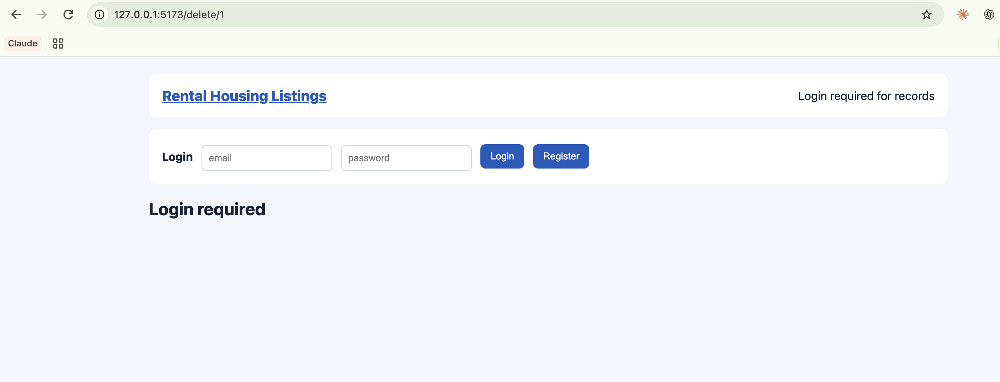 127.0.0.1:5173/delete/1
Claude
Rental Housing Listings
Login required for records
Login email password Login Register
Login required